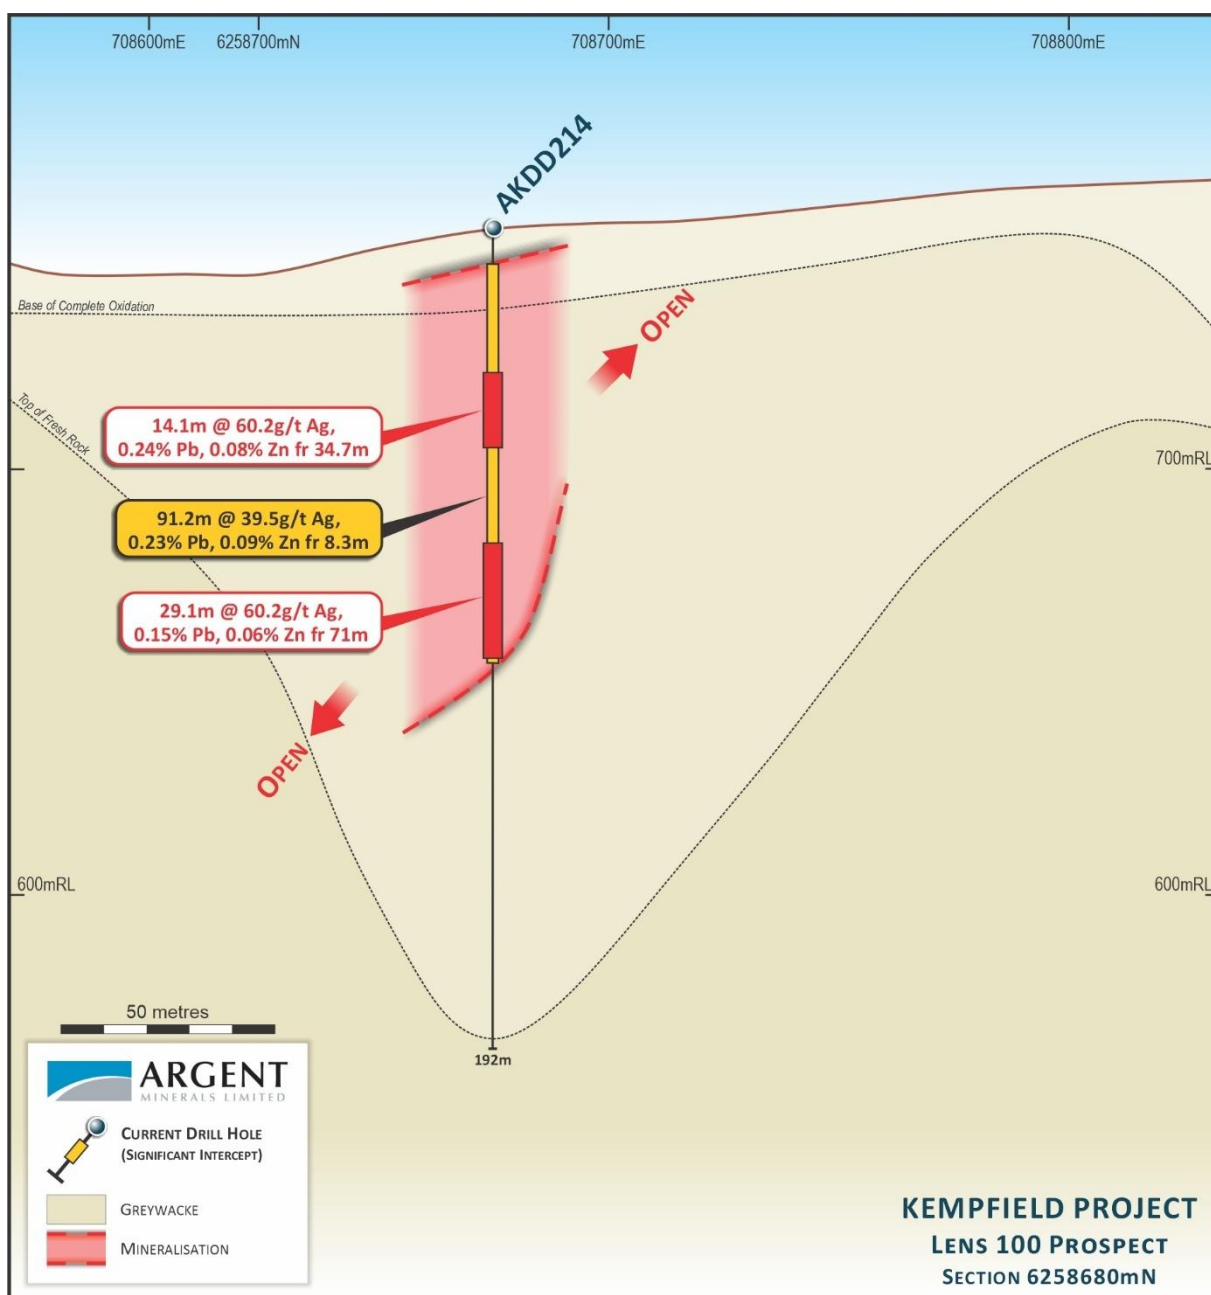 708600mE
6258700mN
708700mE
708800mE
AKDD214
Base of Complete Oxidation
OPEN
Top of Fresh Rock
14.1m @ 60.2g/t Ag,
0.24% Pb, 0.08% Zn fr 34.7m
700mRL
91.2m @ 39.5g/t Ag,
0.23% Pb, 0.09% Zn fr 8.3m
29.1m @ 60.2g/t Ag,
0.15% Pb, 0.06% Zn fr 71m
OPEN
600mRL
600mRL
50 metres
192m
ARGENT
MINERALS LIMITED
CURRENT DRILL HOLE
(SIGNIFICANT INTERCEPT)
GREYWACKE
MINERALISATION
KEMPFIELD PROJECT
LENS 100 PROSPECT
SECTION 6258680mN